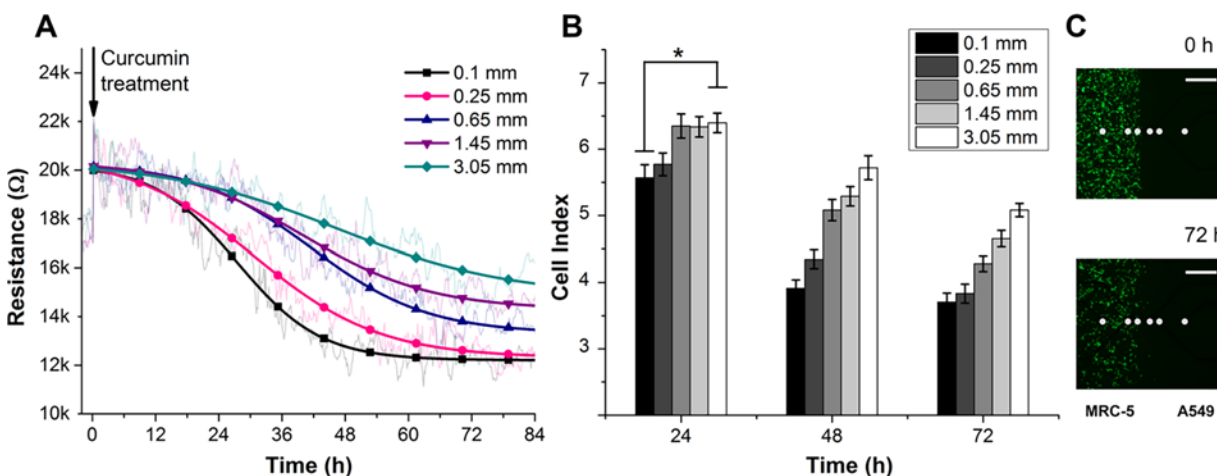 A
Curcumin
treatment
0.1 mm
0.25 mm
0.65 mm
1.45 mm
3.05 mm
Resistance (Ω)
24k
22k
20k
18k
16k
14k
12k
10k
0 12 24 36 48 60 72 84
Time (h)
B
*
0.1 mm
0.25 mm
0.65 mm
1.45 mm
3.05 mm
Cell Index
7
6
5
4
3
24 48 72
Time (h)
C
0 h
72 h
MRC-5 A549